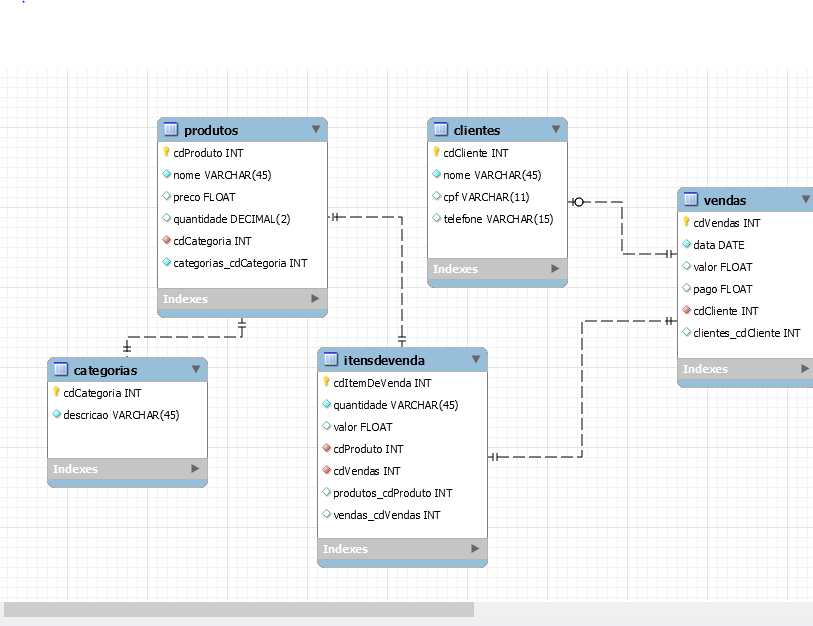 produtos
cdProduto INT
nome VARCHAR(45)
preco FLOAT
quantidade DECIMAL(2)
cdCategoria INT
categorias_cdCategoria INT
Indexes
clientes
cdCliente INT
nome VARCHAR(45)
cpf VARCHAR(11)
telefone VARCHAR(15)
Indexes
vendas
cdVendas INT
data DATE
valor FLOAT
pago FLOAT
cdCliente INT
clientes_cdCliente INT
Indexes
categorias
cdCategoria INT
descricao VARCHAR(45)
Indexes
itensdevenda
cdItemDeVenda INT
quantidade VARCHAR(45)
valor FLOAT
cdProduto INT
cdVendas INT
produtos_cdProduto INT
vendas_cdVendas INT
Indexes